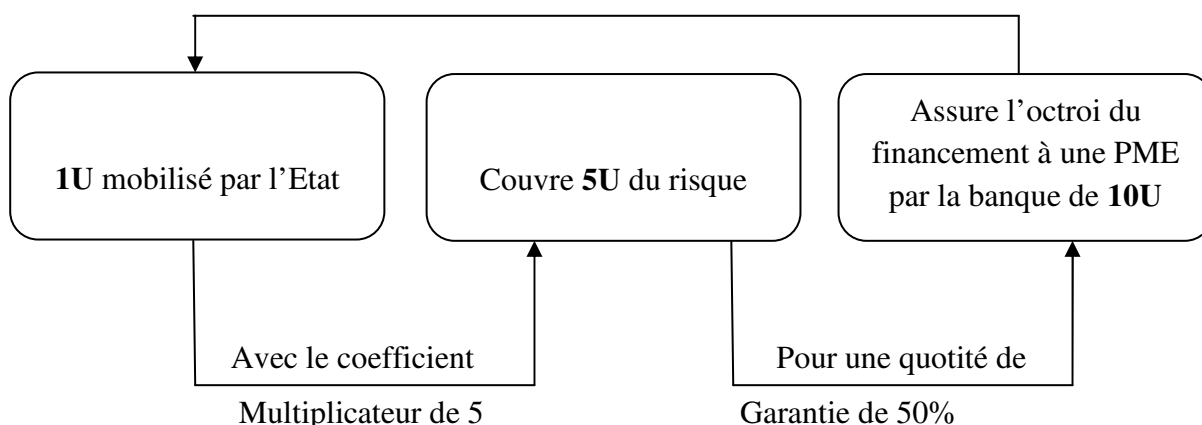 1U mobilisé par l'Etat
Couvre 5U du risque
Assure l'octroi du
financement à une PME
par la banque de 10U
Avec le coefficient
Multiplicateur de 5
Pour une quotité de
Garantie de 50%